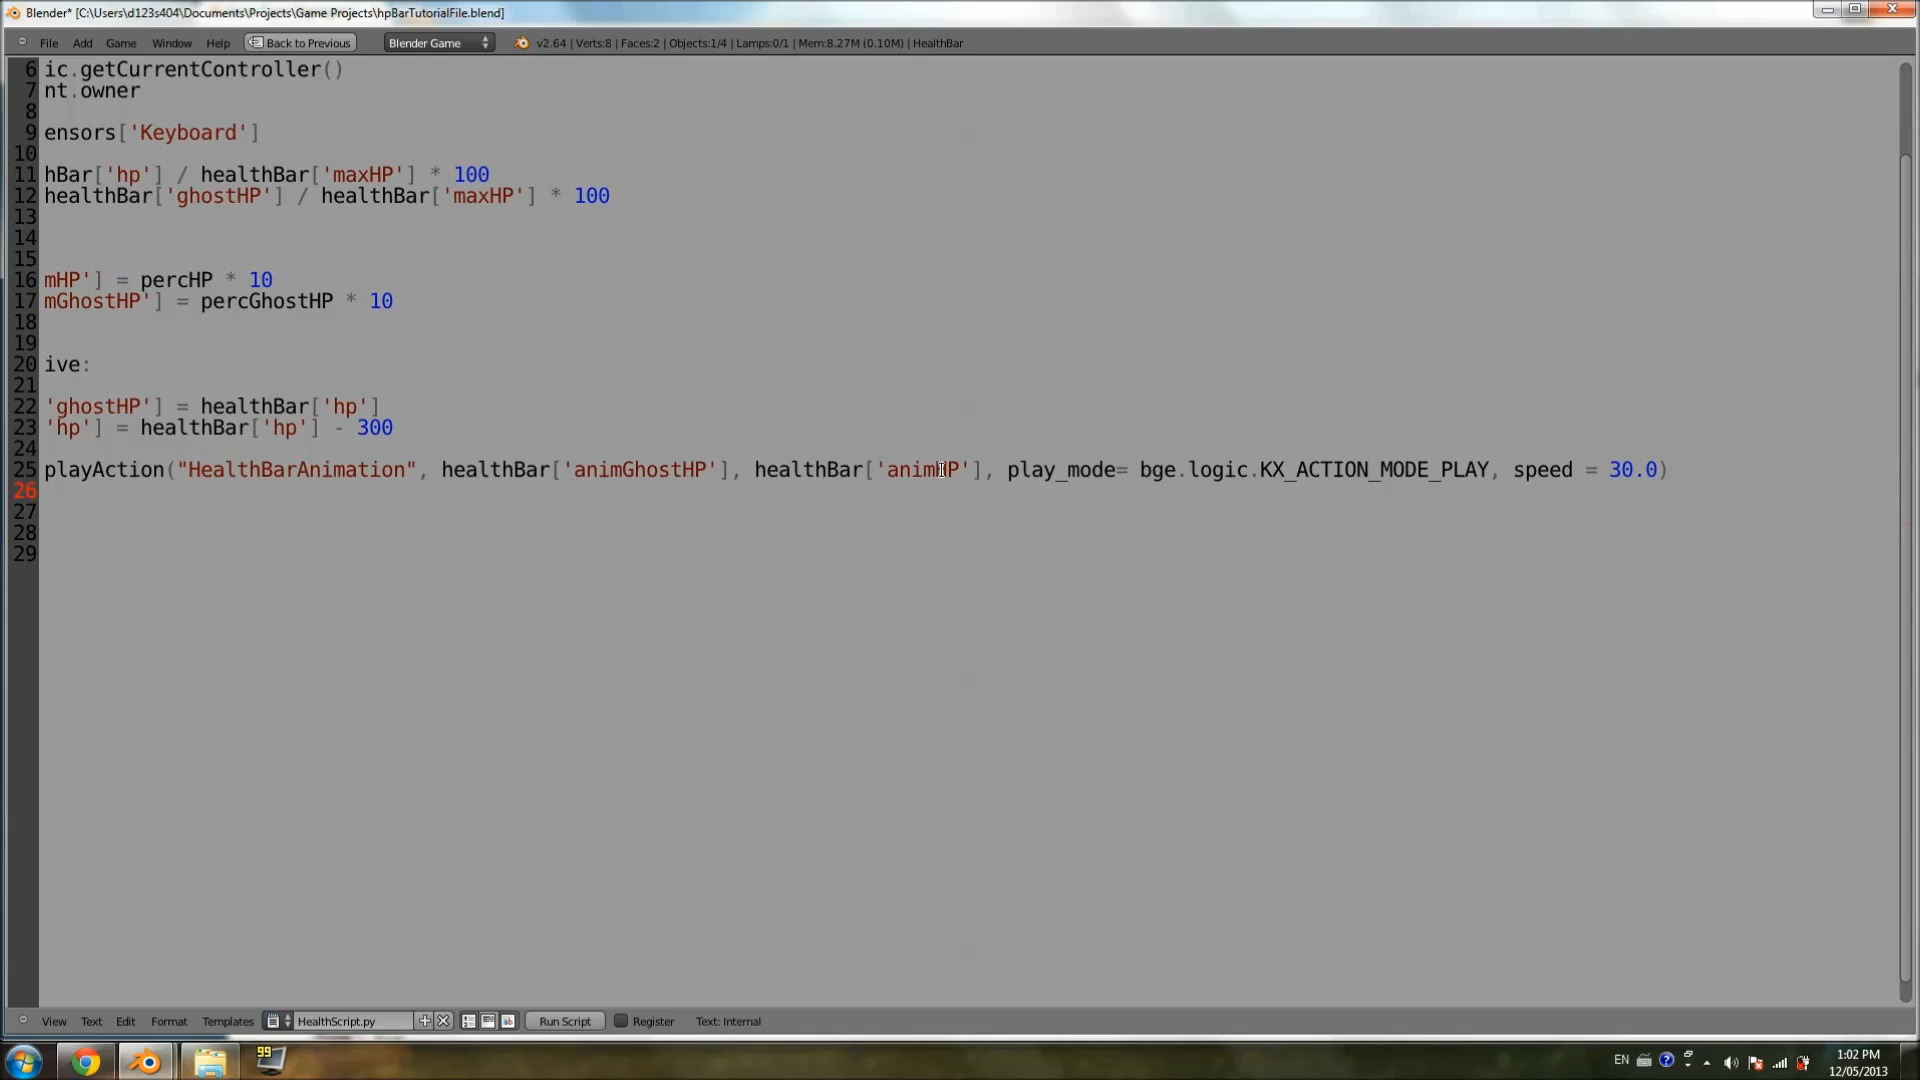 Blender* [C:\Users\d123s404\Documents\Projects\Game Projects\hpBarTutorialFile.blend]
File Add Game Window Help Back to Previous Blender Game v2.64 | Verts:8 | Faces:2 | Objects:1/4 | Lamps:0/1 | Mem:8.27M (0.10M) | HealthBar
6 ic.getCurrentController()
7 nt.owner
8
9 ensors['Keyboard']
10
11 hBar['hp'] / healthBar['maxHP'] * 100
12 healthBar['ghostHP'] / healthBar['maxHP'] * 100
13
14
15
16 mHP'] = percHP * 10
17 mGhostHP'] = percGhostHP * 10
18
19
20 ive:
21
22 'ghostHP'] = healthBar['hp']
23 'hp'] = healthBar['hp'] - 300
24
25 playAction("HealthBarAnimation", healthBar['animGhostHP'], healthBar['animHP'], play_mode= bge.logic.KX_ACTION_MODE_PLAY, speed = 30.0)
26
27
28
29
View Text Edit Format Templates HealthScript.py Run Script Register Text: Internal
99
EN 1:02 PM
12/05/2013